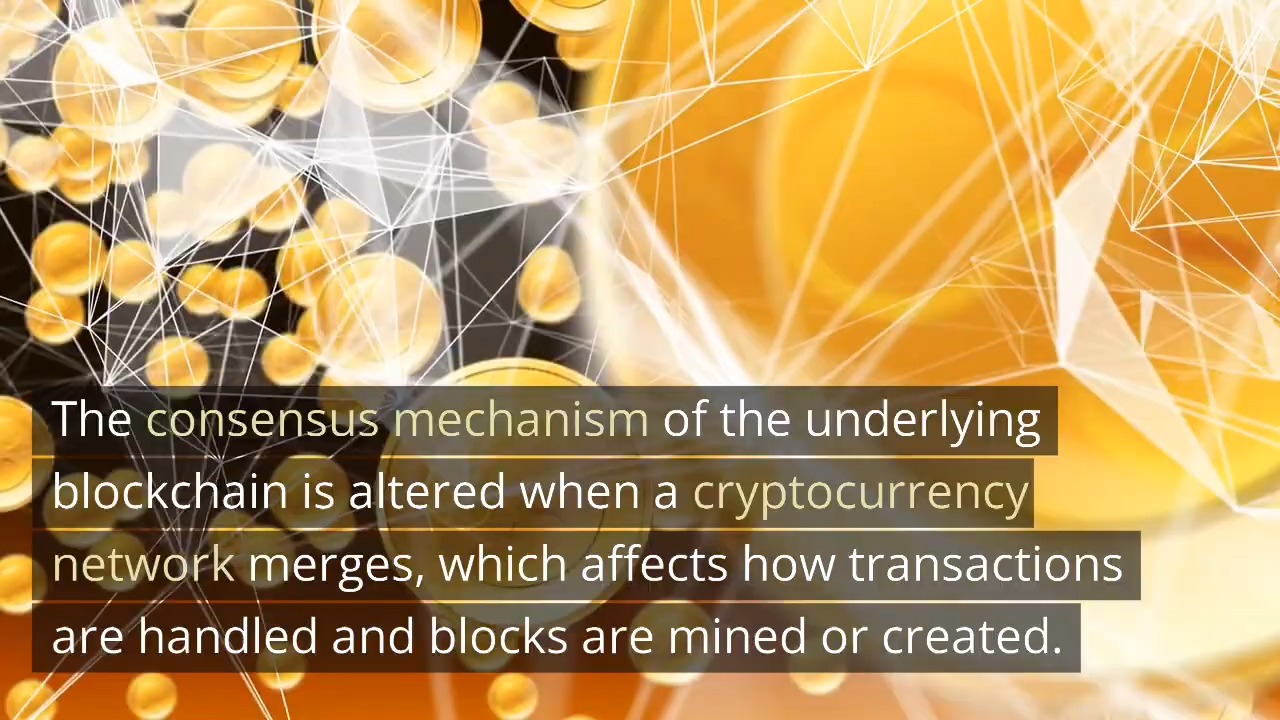 The consensus mechanism of the underlying
blockchain is altered when a cryptocurrency
network merges, which affects how transactions
are handled and blocks are mined or created.